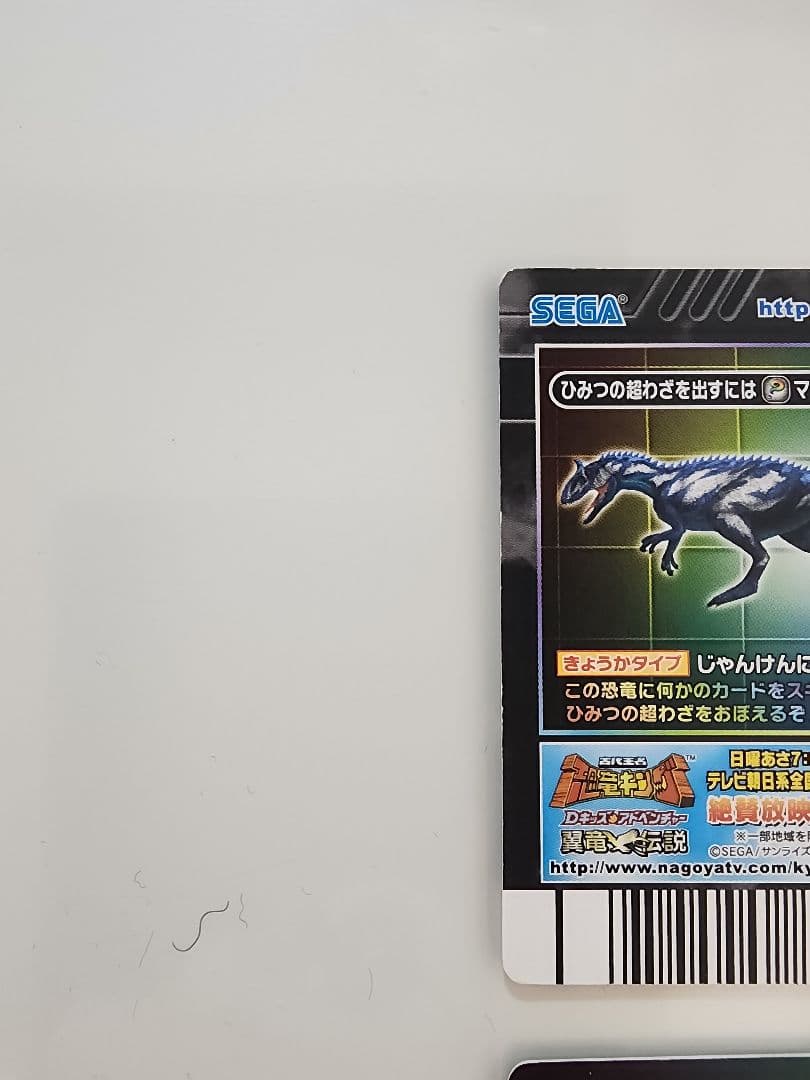 SEGA®
http
ひみつの超わざを出すには ? マ
きょうかタイプ じゃんけんに
この恐竜に何かのカードをスキ
ひみつの超わざをおぼえるぞ
古代王者
恐竜キング™
Dキッズ・アドベンチャー
翼竜伝説
日曜あさ7:
テレビ朝日系全国
絶賛放映
※一部地域を
©SEGA/サンライズ
http://www.nagoyatv.com/ky